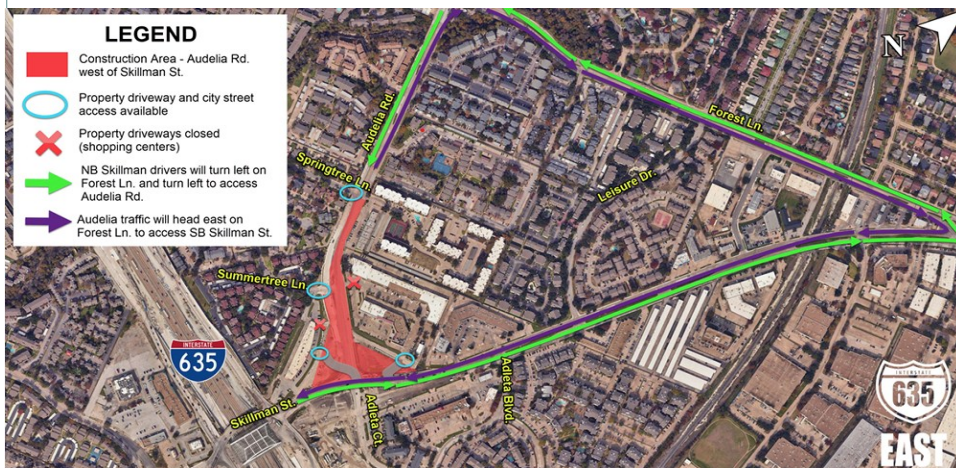 LEGEND
Construction Area - Audelia Rd.
west of Skillman St.
Property driveway and city street
access available
Property driveways closed
(shopping centers)
NB Skillman drivers will turn left on
Forest Ln. and turn left to access
Audelia Rd.
Audelia traffic will head east on
Forest Ln. to access SB Skillman St.
N
Audelia Rd.
Forest Ln.
Springtree Ln.
Leisure Dr.
Summertree Ln.
INTERSTATE
635
Skillman St.
Adleta Ct.
Adleta Blvd.
INTERSTATE
635
EAST